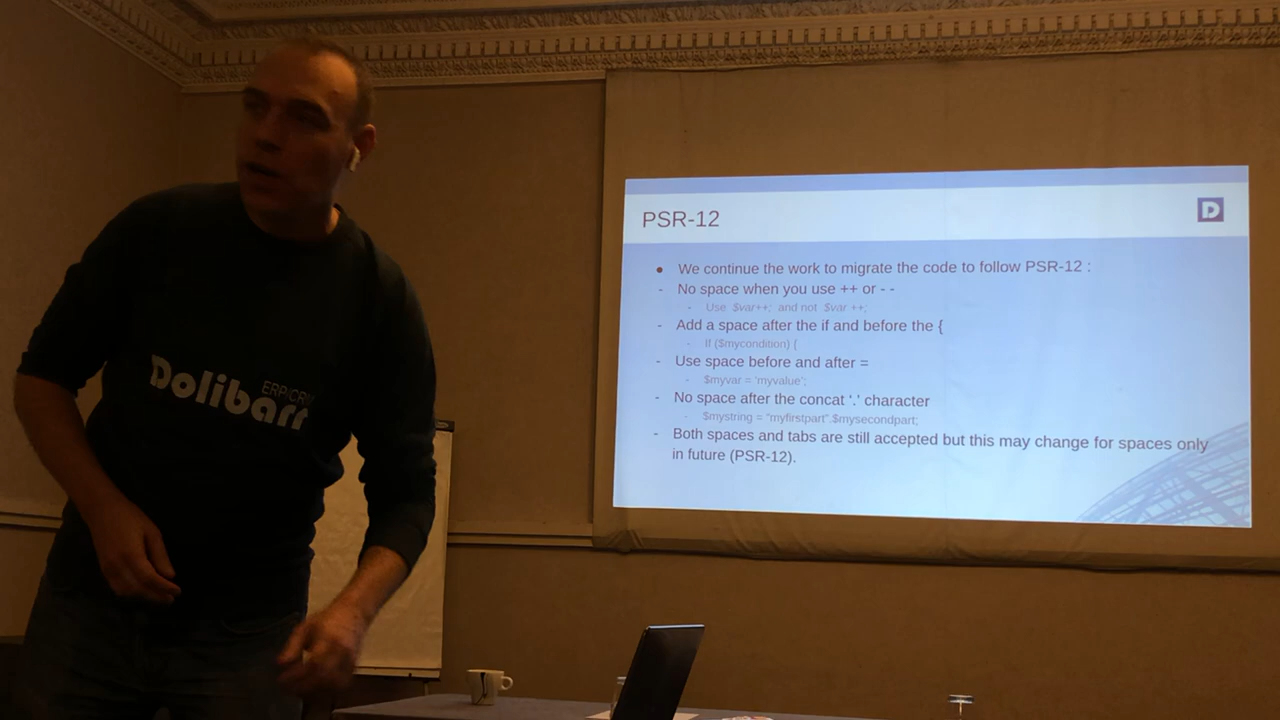 PSR-12
D
● We continue the work to migrate the code to follow PSR-12 :
- No space when you use ++ or - -
- Use $var++; and not $var ++;
- Add a space after the if and before the {
- If ($mycondition) {
- Use space before and after =
- $myvar = 'myvalue';
- No space after the concat '.' character
- $mystring = "myfirstpart".$mysecondpart;
- Both spaces and tabs are still accepted but this may change for spaces only
in future (PSR-12).
ERP/CRM
Dolibarr